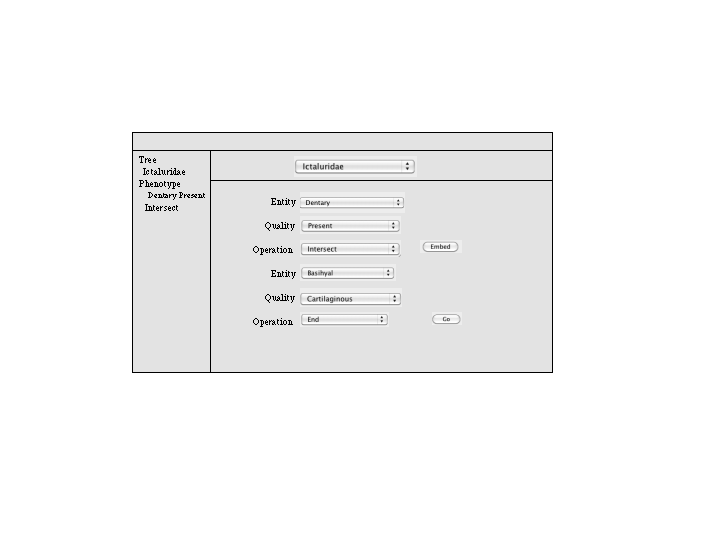 Tree
Ictaluridae
Phenotype
Dentary Present
Intersect
Ictaluridae
Entity Dentary
Quality Present
Operation Intersect Embed
Entity Basihyal
Quality Cartilaginous
Operation End Go